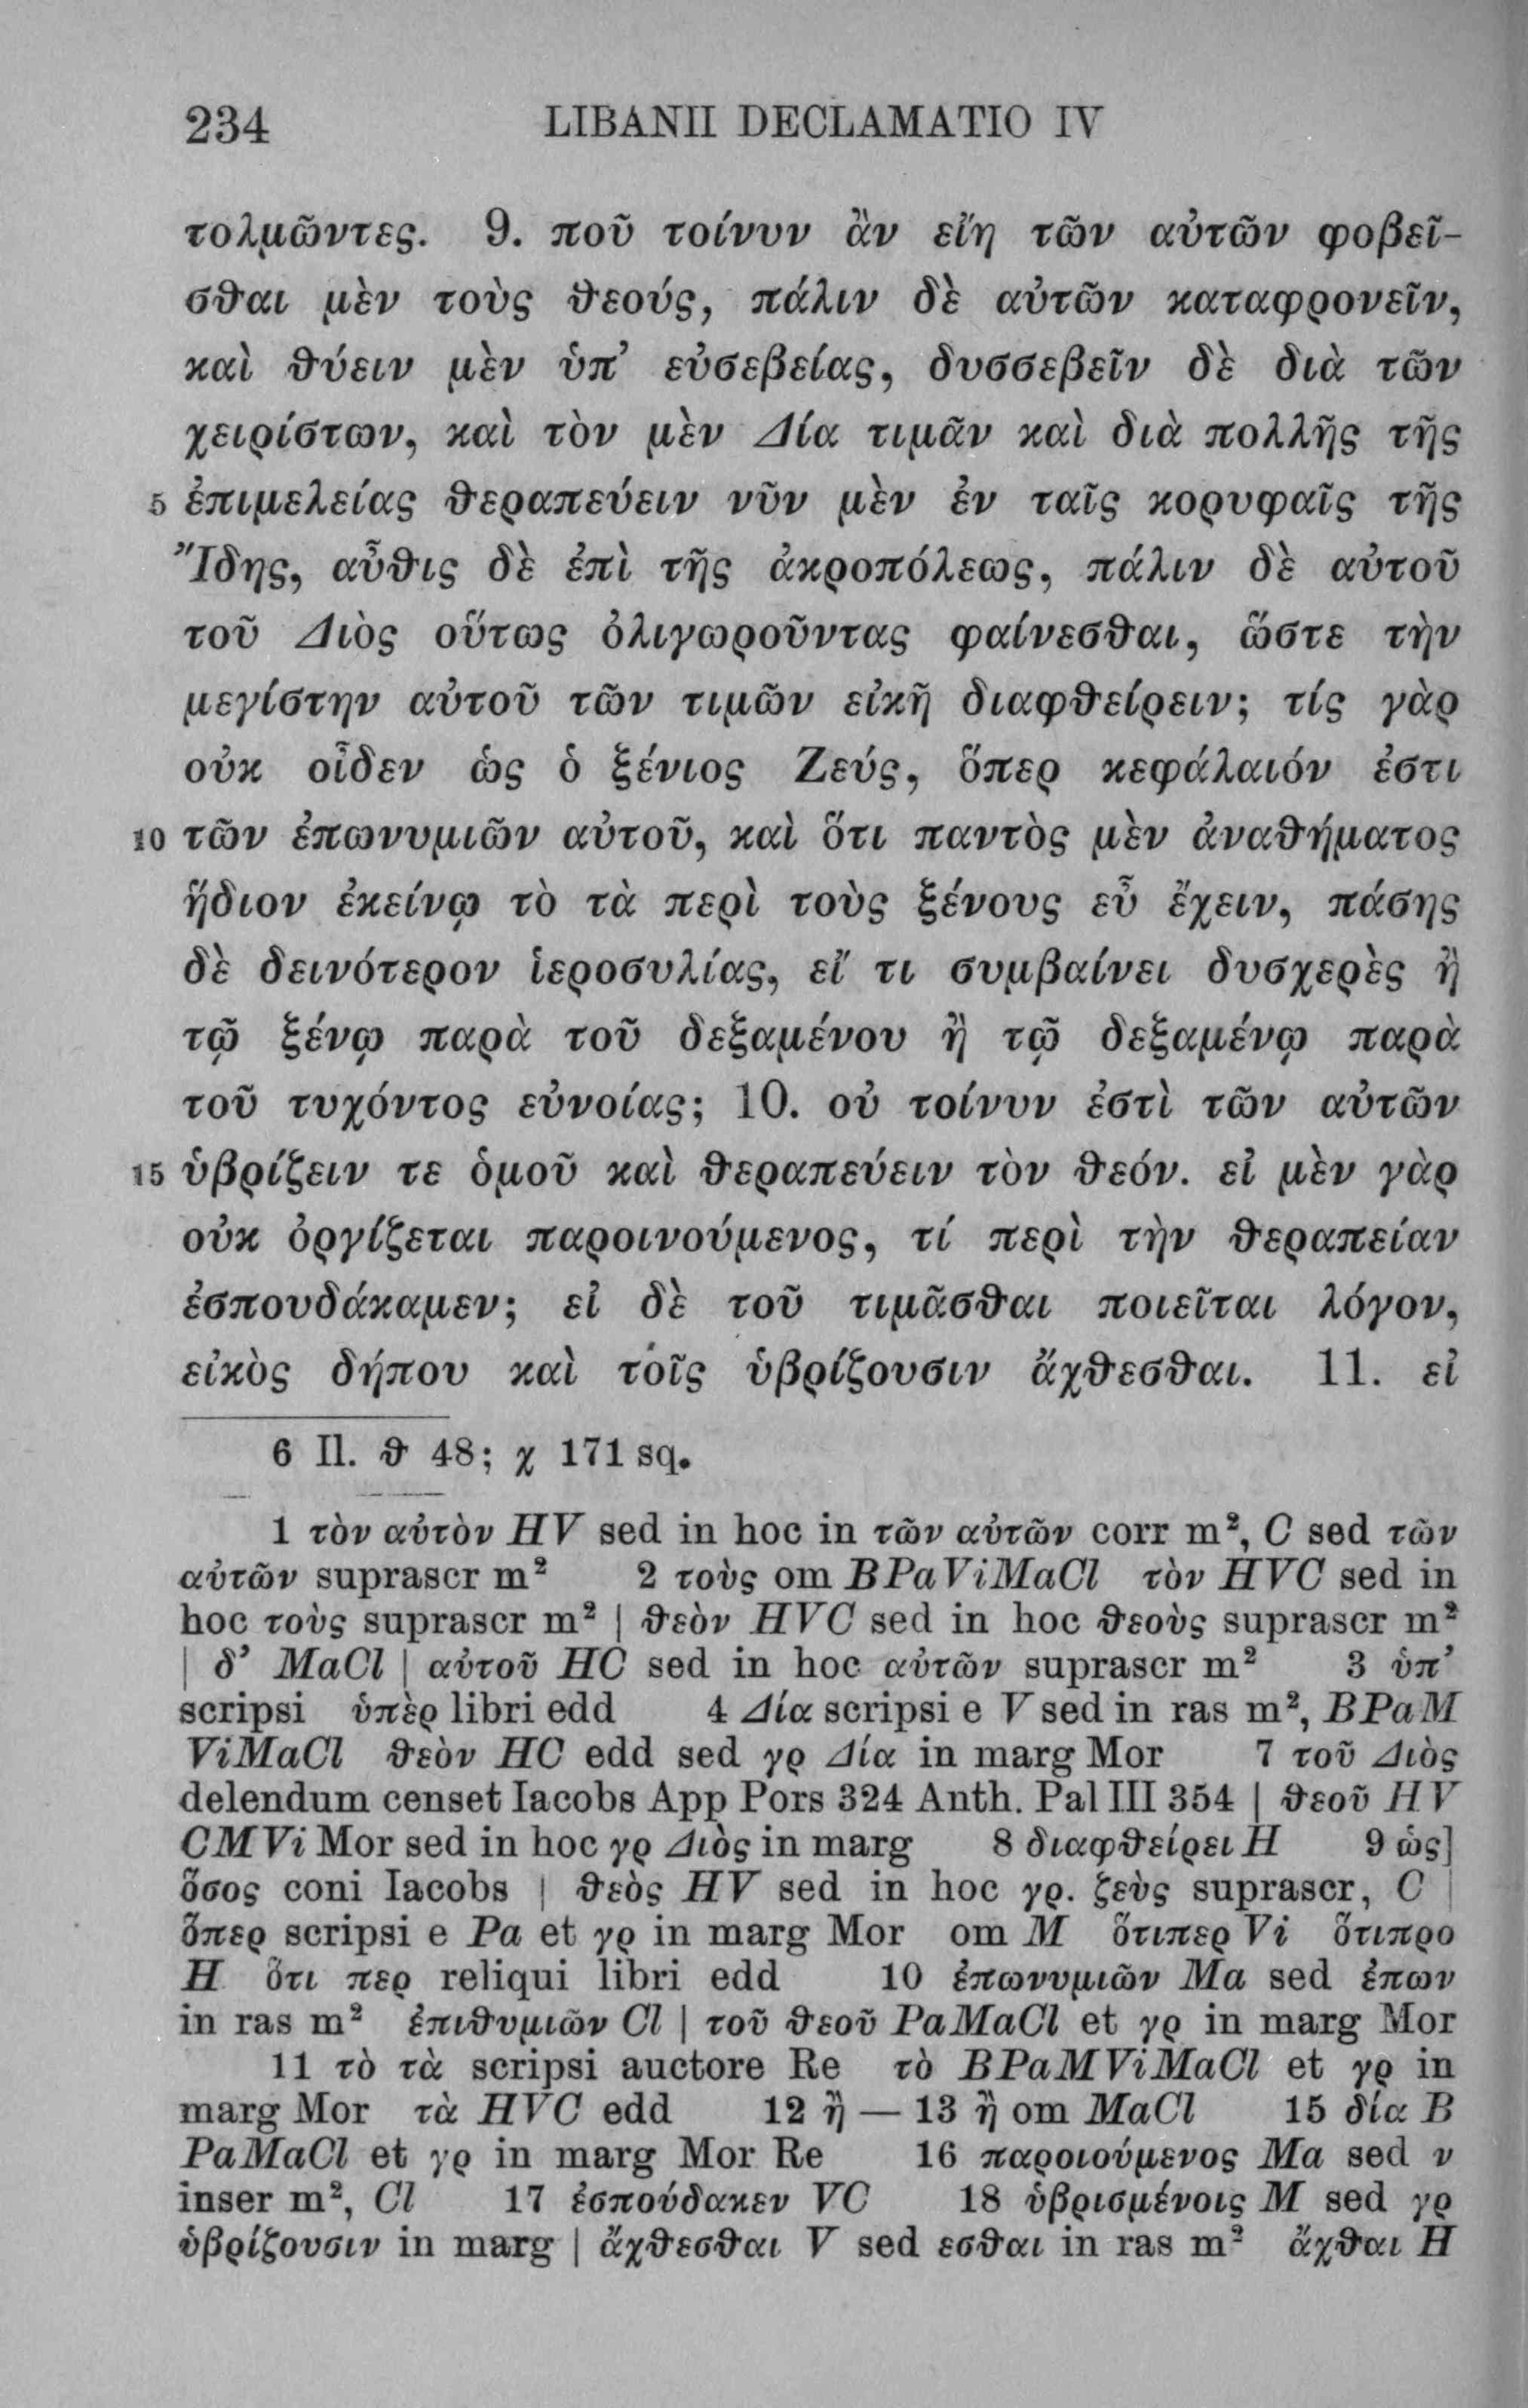 234 LIBANII DECLAMATIO IV
τολμῶντες. 9. ποῦ τοίνυν ἂν εἴη τῶν αὐτῶν φοβεῖ-
σθαι μὲν τοὺς θεούς, πάλιν δὲ αὐτῶν καταφρονεῖν,
καὶ θύειν μὲν ὑπ’ εὐσεβείας, δυσσεβεῖν δὲ διὰ τῶν
χειρίστων, καὶ τὸν μὲν Δία τιμᾶν καὶ διὰ πολλῆς τῆς
5 ἐπιμελείας θεραπεύειν νῦν μὲν ἐν ταῖς κορυφαῖς τῆς
Ἴδης, αὖθις δὲ ἐπὶ τῆς ἀκροπόλεως, πάλιν δὲ αὐτοῦ
τοῦ Διὸς οὕτως ὀλιγωροῦντας φαίνεσθαι, ὥστε τὴν
μεγίστην αὐτοῦ τῶν τιμῶν εἰκῆ διαφθείρειν; τίς γὰρ
οὐκ οἶδεν ὡς ὁ ξένιος Ζεύς, ὅπερ κεφάλαιόν ἐστι
10 τῶν ἐπωνυμιῶν αὐτοῦ, καὶ ὅτι παντὸς μὲν ἀναθήματος
ἥδιον ἐκείνῳ τὸ τὰ περὶ τοὺς ξένους εὖ ἔχειν, πάσης
δὲ δεινότερον ἱεροσυλίας, εἴ τι συμβαίνει δυσχερὲς ἢ
τῷ ξένῳ παρὰ τοῦ δεξαμένου ἢ τῷ δεξαμένῳ παρὰ
τοῦ τυχόντος εὐνοίας; 10. οὐ τοίνυν ἐστὶ τῶν αὐτῶν
15 ὑβρίζειν τε ὁμοῦ καὶ θεραπεύειν τὸν θεόν. εἰ μὲν γὰρ
οὐκ ὀργίζεται παροινούμενος, τί περὶ τὴν θεραπείαν
ἐσπουδάκαμεν; εἰ δὲ τοῦ τιμᾶσθαι ποιεῖται λόγον,
εἰκὸς δήπου καὶ τοῖς ὑβρίζουσιν ἄχθεσθαι. 11. εἰ
6 Il. θ 48; χ 171 sq.
1 τὸν αὐτὸν HV sed in hoc in τῶν αὐτῶν corr m², C sed τῶν
αὐτῶν suprascr m² 2 τοὺς om BPaViMaCl τὸν HVC sed in
hoc τοὺς suprascr m² | θεὸν HVC sed in hoc θεοὺς suprascr m²
| δ’ MaCl | αὐτοῦ HC sed in hoc αὐτῶν suprascr m² 3 ὑπ’
scripsi ὑπὲρ libri edd 4 Δία scripsi e V sed in ras m², BPaM
ViMaCl θεὸν HC edd sed γρ Δία in marg Mor 7 τοῦ Διὸς
delendum censet Iacobs App Pors 324 Anth. Pal III 354 | θεοῦ HV
CMVi Mor sed in hoc γρ Διὸς in marg 8 διαφθείρει H 9 ὡς]
ὅσος coni Iacobs | θεὸς HV sed in hoc γρ. ζεὺς suprascr, C |
ὅπερ scripsi e Pa et γρ in marg Mor om M ὅτιπερ Vi ὅτιπρο
H ὅτι περ reliqui libri edd 10 ἐπωνυμιῶν Ma sed ἐπων
in ras m² ἐπιθυμιῶν Cl | τοῦ θεοῦ PaMaCl et γρ in marg Mor
11 τὸ τὰ scripsi auctore Re τὸ BPaMViMaCl et γρ in
marg Mor τὰ HVC edd 12 ἢ — 13 ἢ om MaCl 15 δία B
PaMaCl et γρ in marg Mor Re 16 παροιούμενος Ma sed ν
inser m², Cl 17 ἐσπούδακεν VC 18 ὑβρισμένοις M sed γρ
ὑβρίζουσιν in marg | ἄχθεσθαι V sed εσθαι in ras m² ἄχθαι H